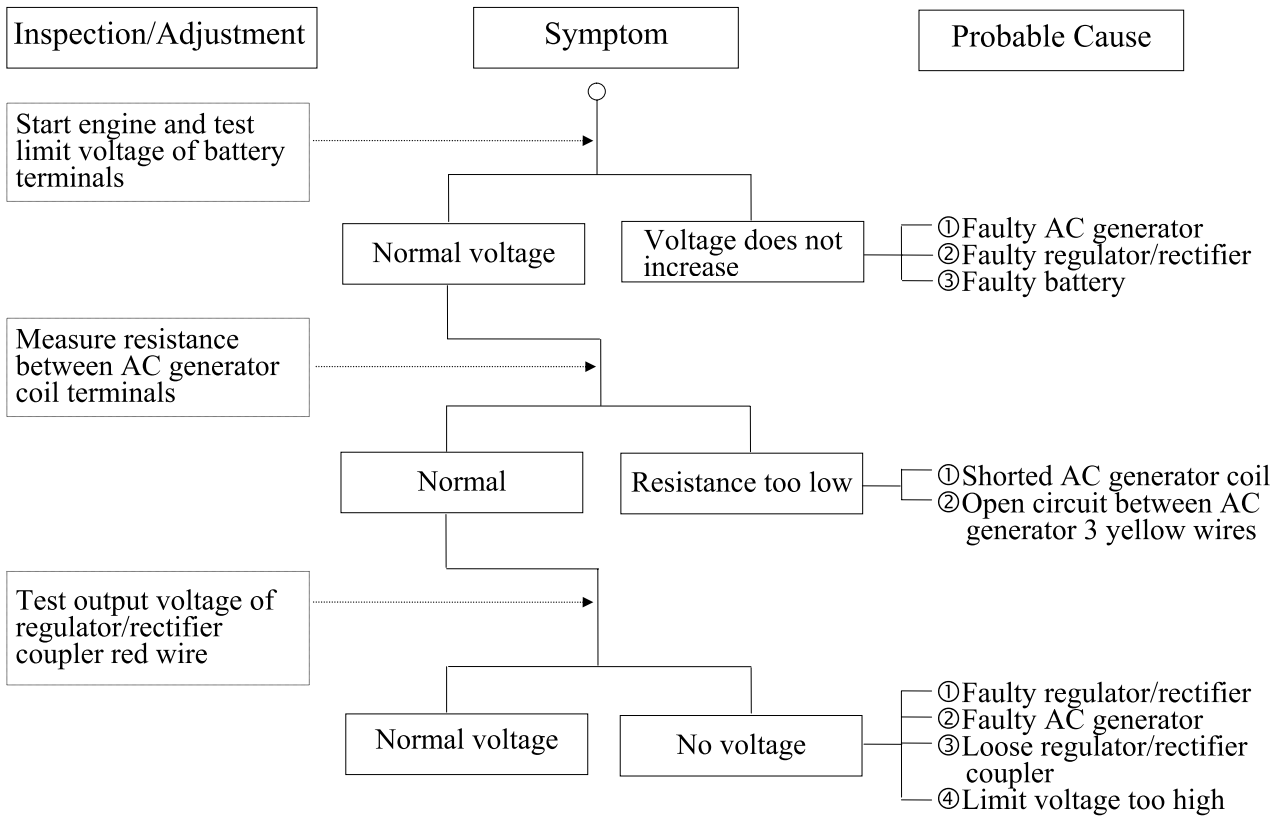 Inspection/Adjustment
Symptom
Probable Cause
Start engine and test
limit voltage of battery
terminals
Normal voltage
Voltage does not
increase
①Faulty AC generator
②Faulty regulator/rectifier
③Faulty battery
Measure resistance
between AC generator
coil terminals
Normal
Resistance too low
①Shorted AC generator coil
②Open circuit between AC
generator 3 yellow wires
Test output voltage of
regulator/rectifier
coupler red wire
Normal voltage
No voltage
①Faulty regulator/rectifier
②Faulty AC generator
③Loose regulator/rectifier
coupler
④Limit voltage too high